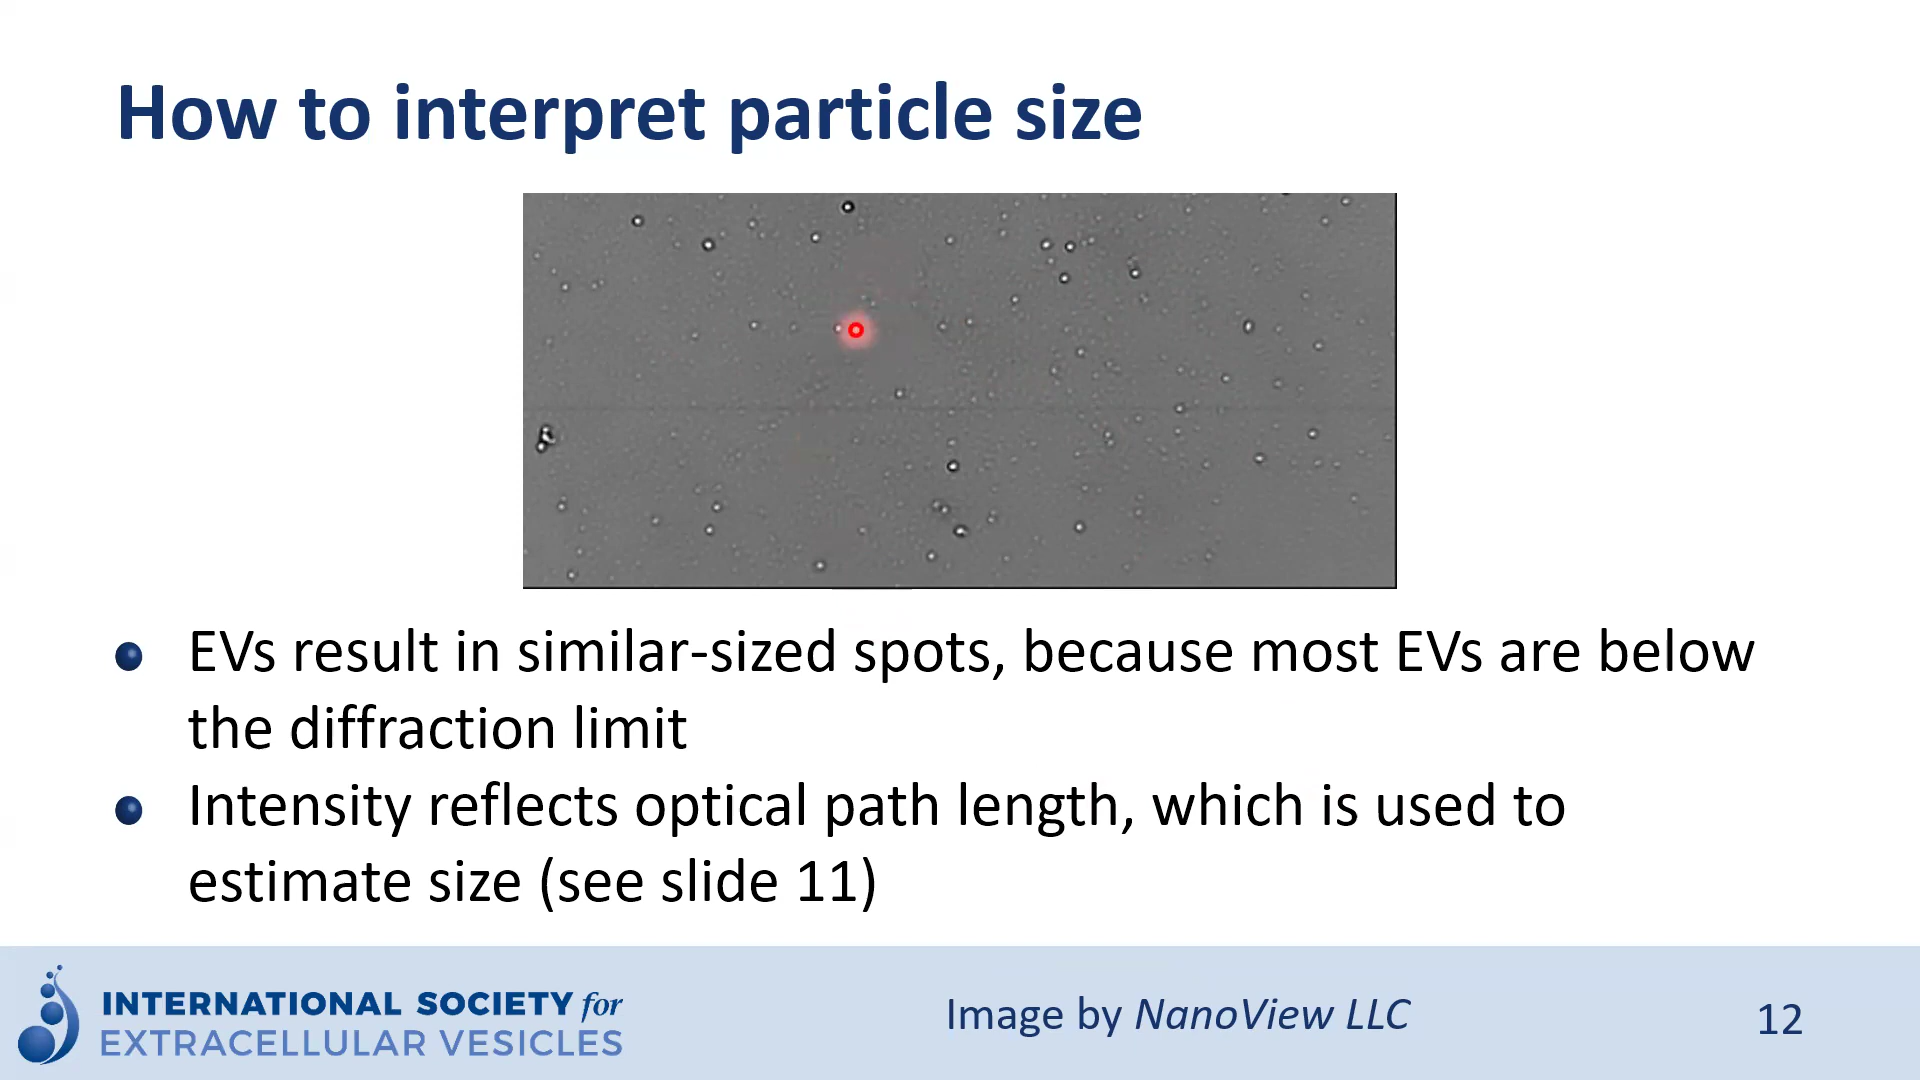 How to interpret particle size
EVs result in similar-sized spots, because most EVs are below
the diffraction limit
Intensity reflects optical path length, which is used to
estimate size (see slide 11)
INTERNATIONAL SOCIETY for
EXTRACELLULAR VESICLES
Image by NanoView LLC
12